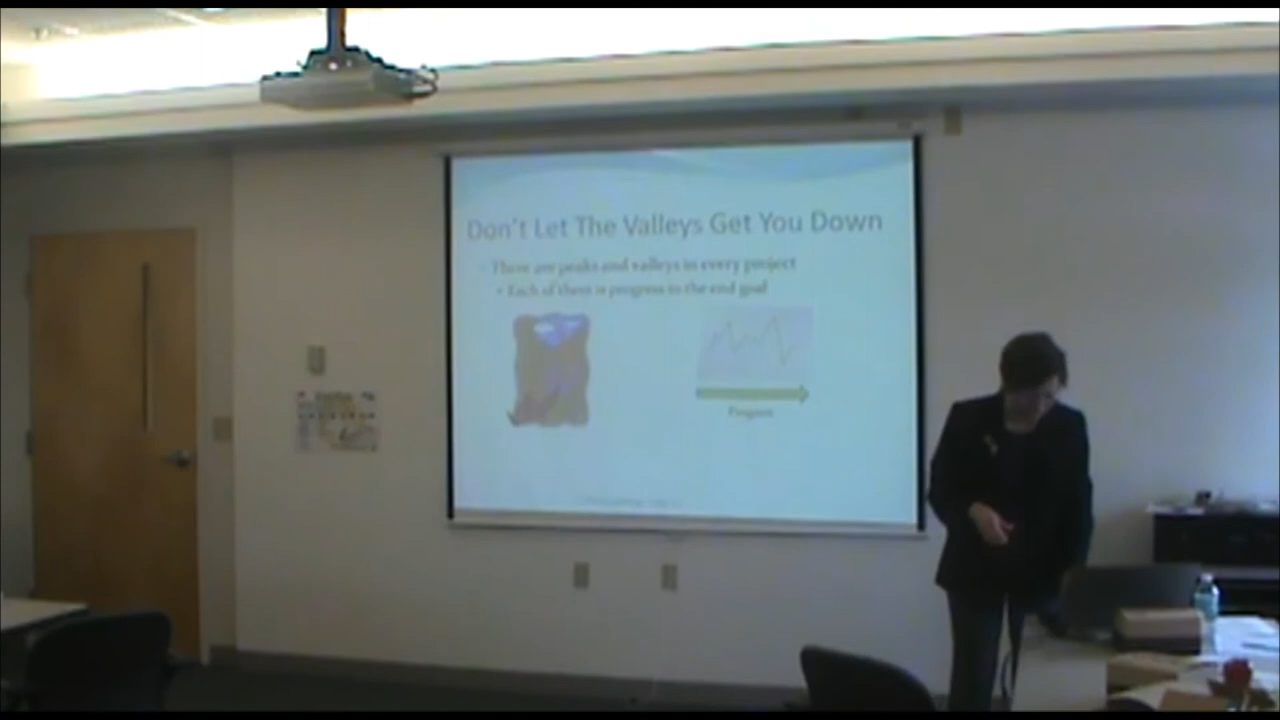 Don't Let The Valleys Get You Down
There are peaks and valleys in every project
• Each of them is progress to the end goal
Progress